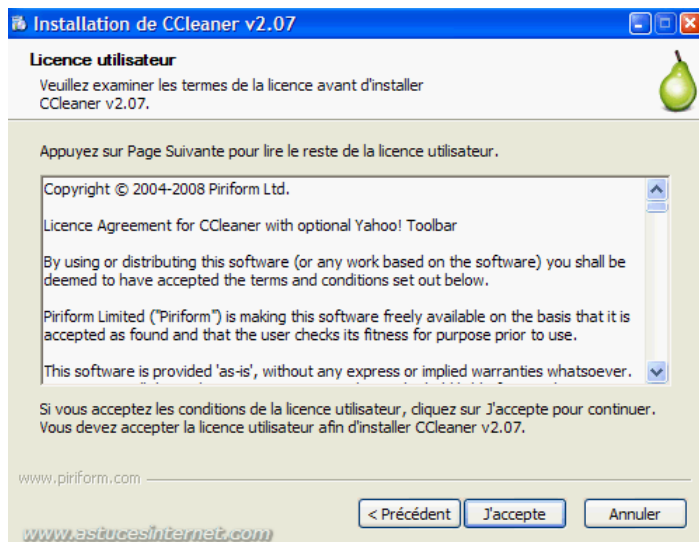 Installation de CCleaner v2.07
Licence utilisateur
Veuillez examiner les termes de la licence avant d'installer
CCleaner v2.07.
Appuyez sur Page Suivante pour lire le reste de la licence utilisateur.
Copyright © 2004-2008 Piriform Ltd.
Licence Agreement for CCleaner with optional Yahoo! Toolbar
By using or distributing this software (or any work based on the software) you shall be
deemed to have accepted the terms and conditions set out below.
Piriform Limited ("Piriform") is making this software freely available on the basis that it is
accepted as found and that the user checks its fitness for purpose prior to use.
This software is provided 'as-is', without any express or implied warranties whatsoever.
Si vous acceptez les conditions de la licence utilisateur, cliquez sur J'accepte pour continuer.
Vous devez accepter la licence utilisateur afin d'installer CCleaner v2.07.
www.piriform.com
< Précédent J'accepte Annuler
www.astucesinternet.com